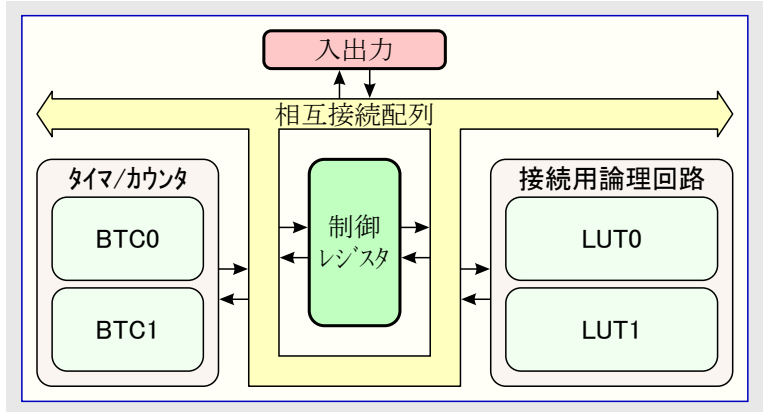 入出力
相互接続配列
タイマ/カウンタ
BTC0
BTC1
制御
レジスタ
接続用論理回路
LUT0
LUT1